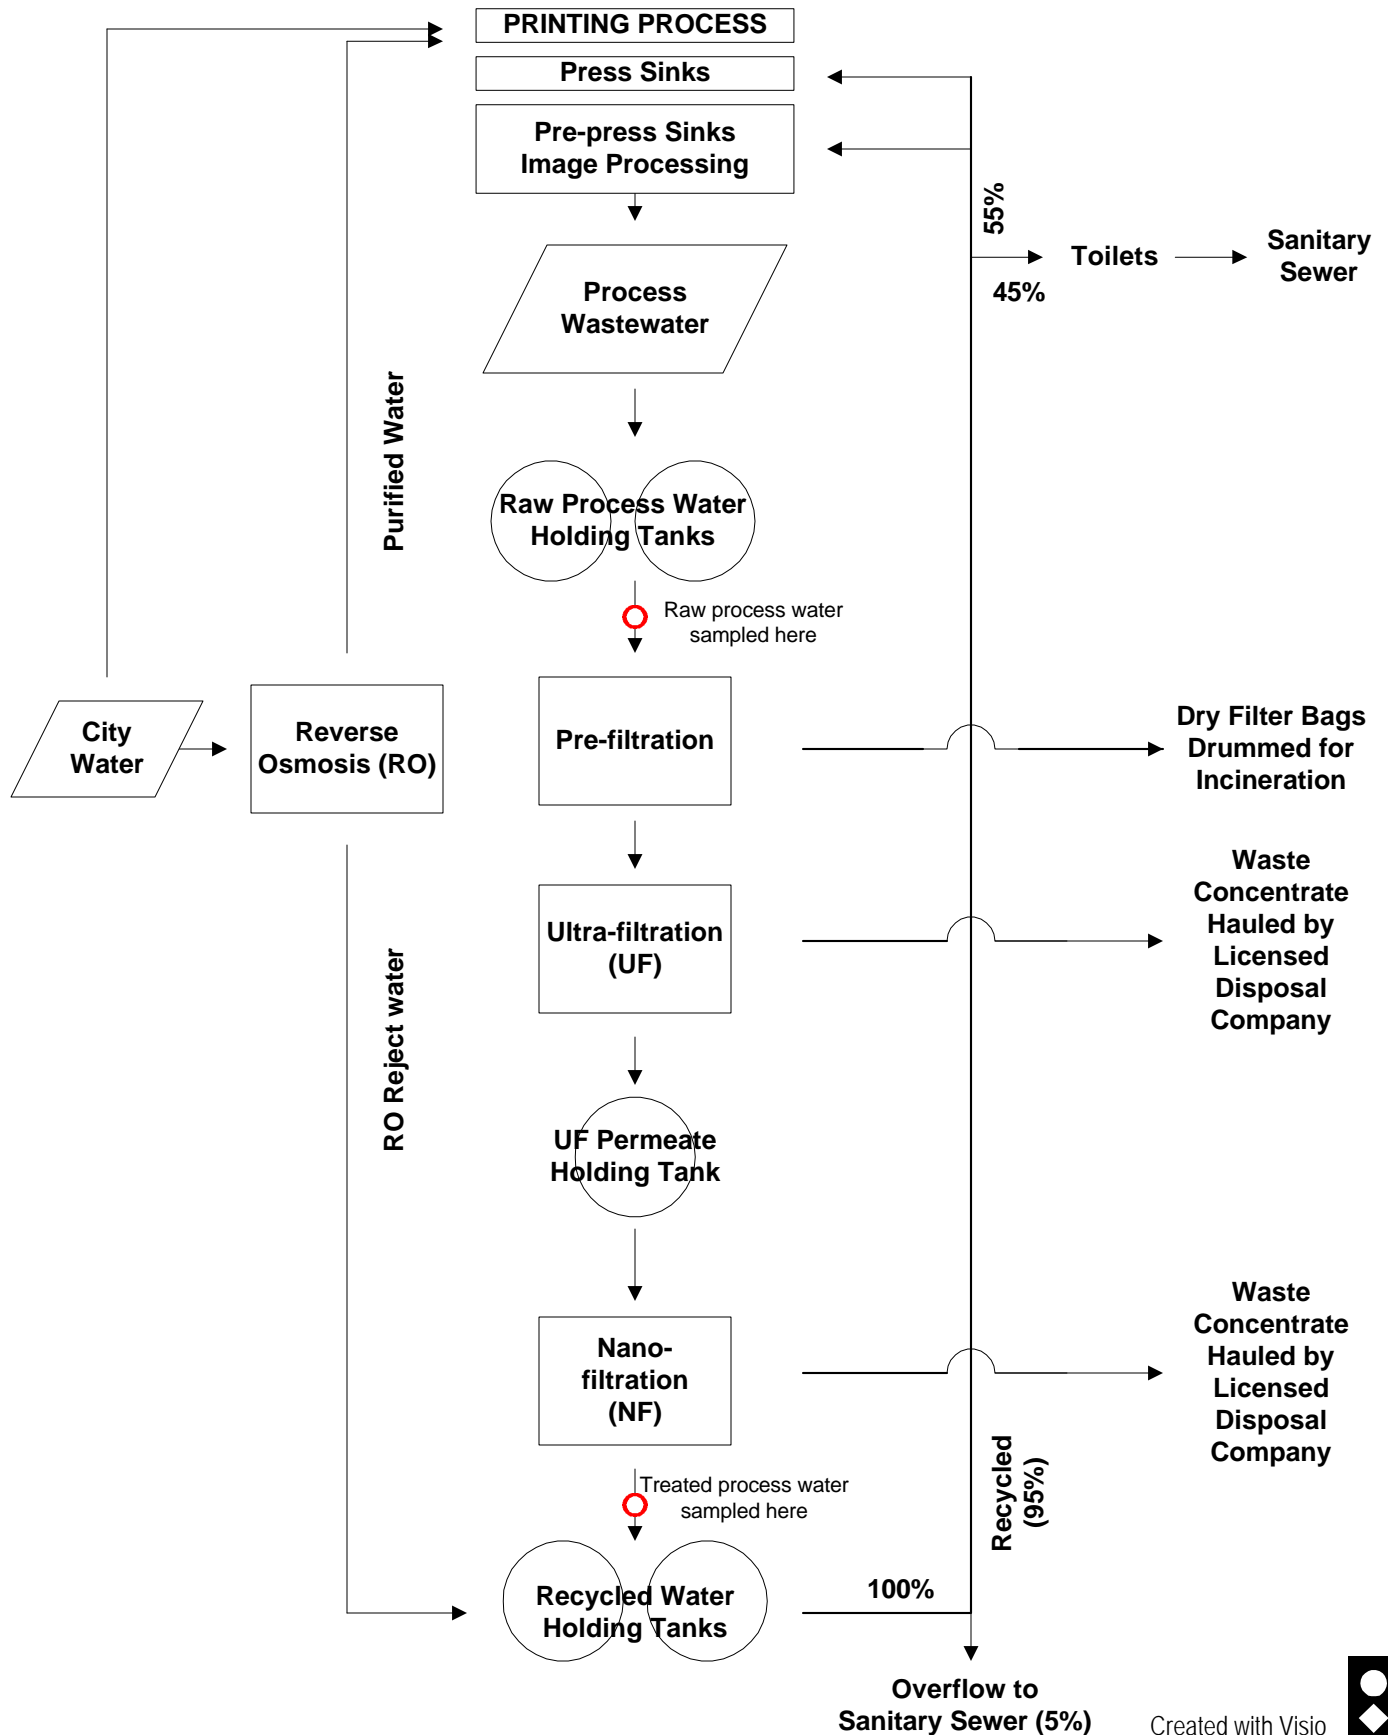 PRINTING PROCESS
Press Sinks
Pre-press Sinks
Image Processing
55%
Toilets
Sanitary
Sewer
45%
Process
Wastewater
Purified Water
Raw Process Water
Holding Tanks
Raw process water
sampled here
City
Water
Reverse
Osmosis (RO)
Pre-filtration
Dry Filter Bags
Drummed for
Incineration
Ultra-filtration
(UF)
Waste
Concentrate
Hauled by
Licensed
Disposal
Company
RO Reject water
UF Permeate
Holding Tank
Nano-
filtration
(NF)
Waste
Concentrate
Hauled by
Licensed
Disposal
Company
Recycled
(95%)
Treated process water
sampled here
Recycled Water
Holding Tanks
100%
Overflow to
Sanitary Sewer (5%)
Created with Visio